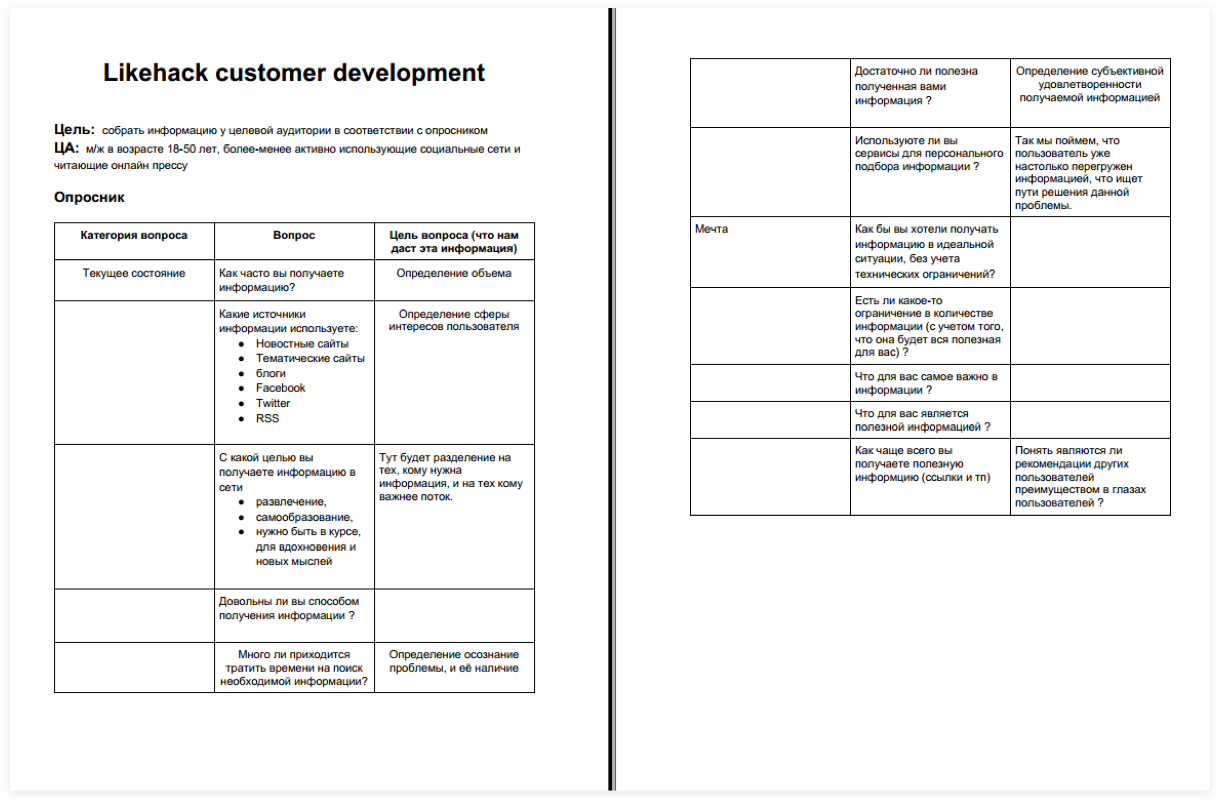 Likehack customer development
Цель: собрать информацию у целевой аудитории в соответствии с опросником
ЦА: м/ж в возрасте 18-50 лет, более-менее активно использующие социальные сети и
читающие онлайн прессу
Опросник
Категория вопроса
Вопрос
Цель вопроса (что нам
даст эта информация)
Текущее состояние
Как часто вы получаете
информацию?
Определение объема
Какие источники
информации используете:
● Новостные сайты
● Тематические сайты
● блоги
● Facebook
● Twitter
● RSS
Определение сферы
интересов пользователя
С какой целью вы
получаете информацию в
сети
● развлечение,
● самообразование,
● нужно быть в курсе,
для вдохновения и
новых мыслей
Тут будет разделение на
тех, кому нужна
информация, и на тех кому
важнее поток.
Довольны ли вы способом
получения информации ?
Много ли приходится
тратить времени на поиск
необходимой информации?
Определение осознание
проблемы, и её наличие
Достаточно ли полезна
полученная вами
информация ?
Определение субъективной
удовлетворенности
получаемой информацией
Используюте ли вы
сервисы для персонального
подбора информации ?
Так мы поймем, что
пользователь уже
настолько перегружен
информацией, что ищет
пути решения данной
проблемы.
Мечта
Как бы вы хотели получать
информацию в идеальной
ситуации, без учета
технических ограничений?
Есть ли какое-то
ограничение в количестве
информации (с учетом того,
что она будет вся полезная
для вас) ?
Что для вас самое важно в
информации ?
Что для вас является
полезной информацией ?
Как чаще всего вы
получаете полезную
информцию (ссылки и тп)
Понять являются ли
рекомендации других
пользователей
преимуществом в глазах
пользователей ?